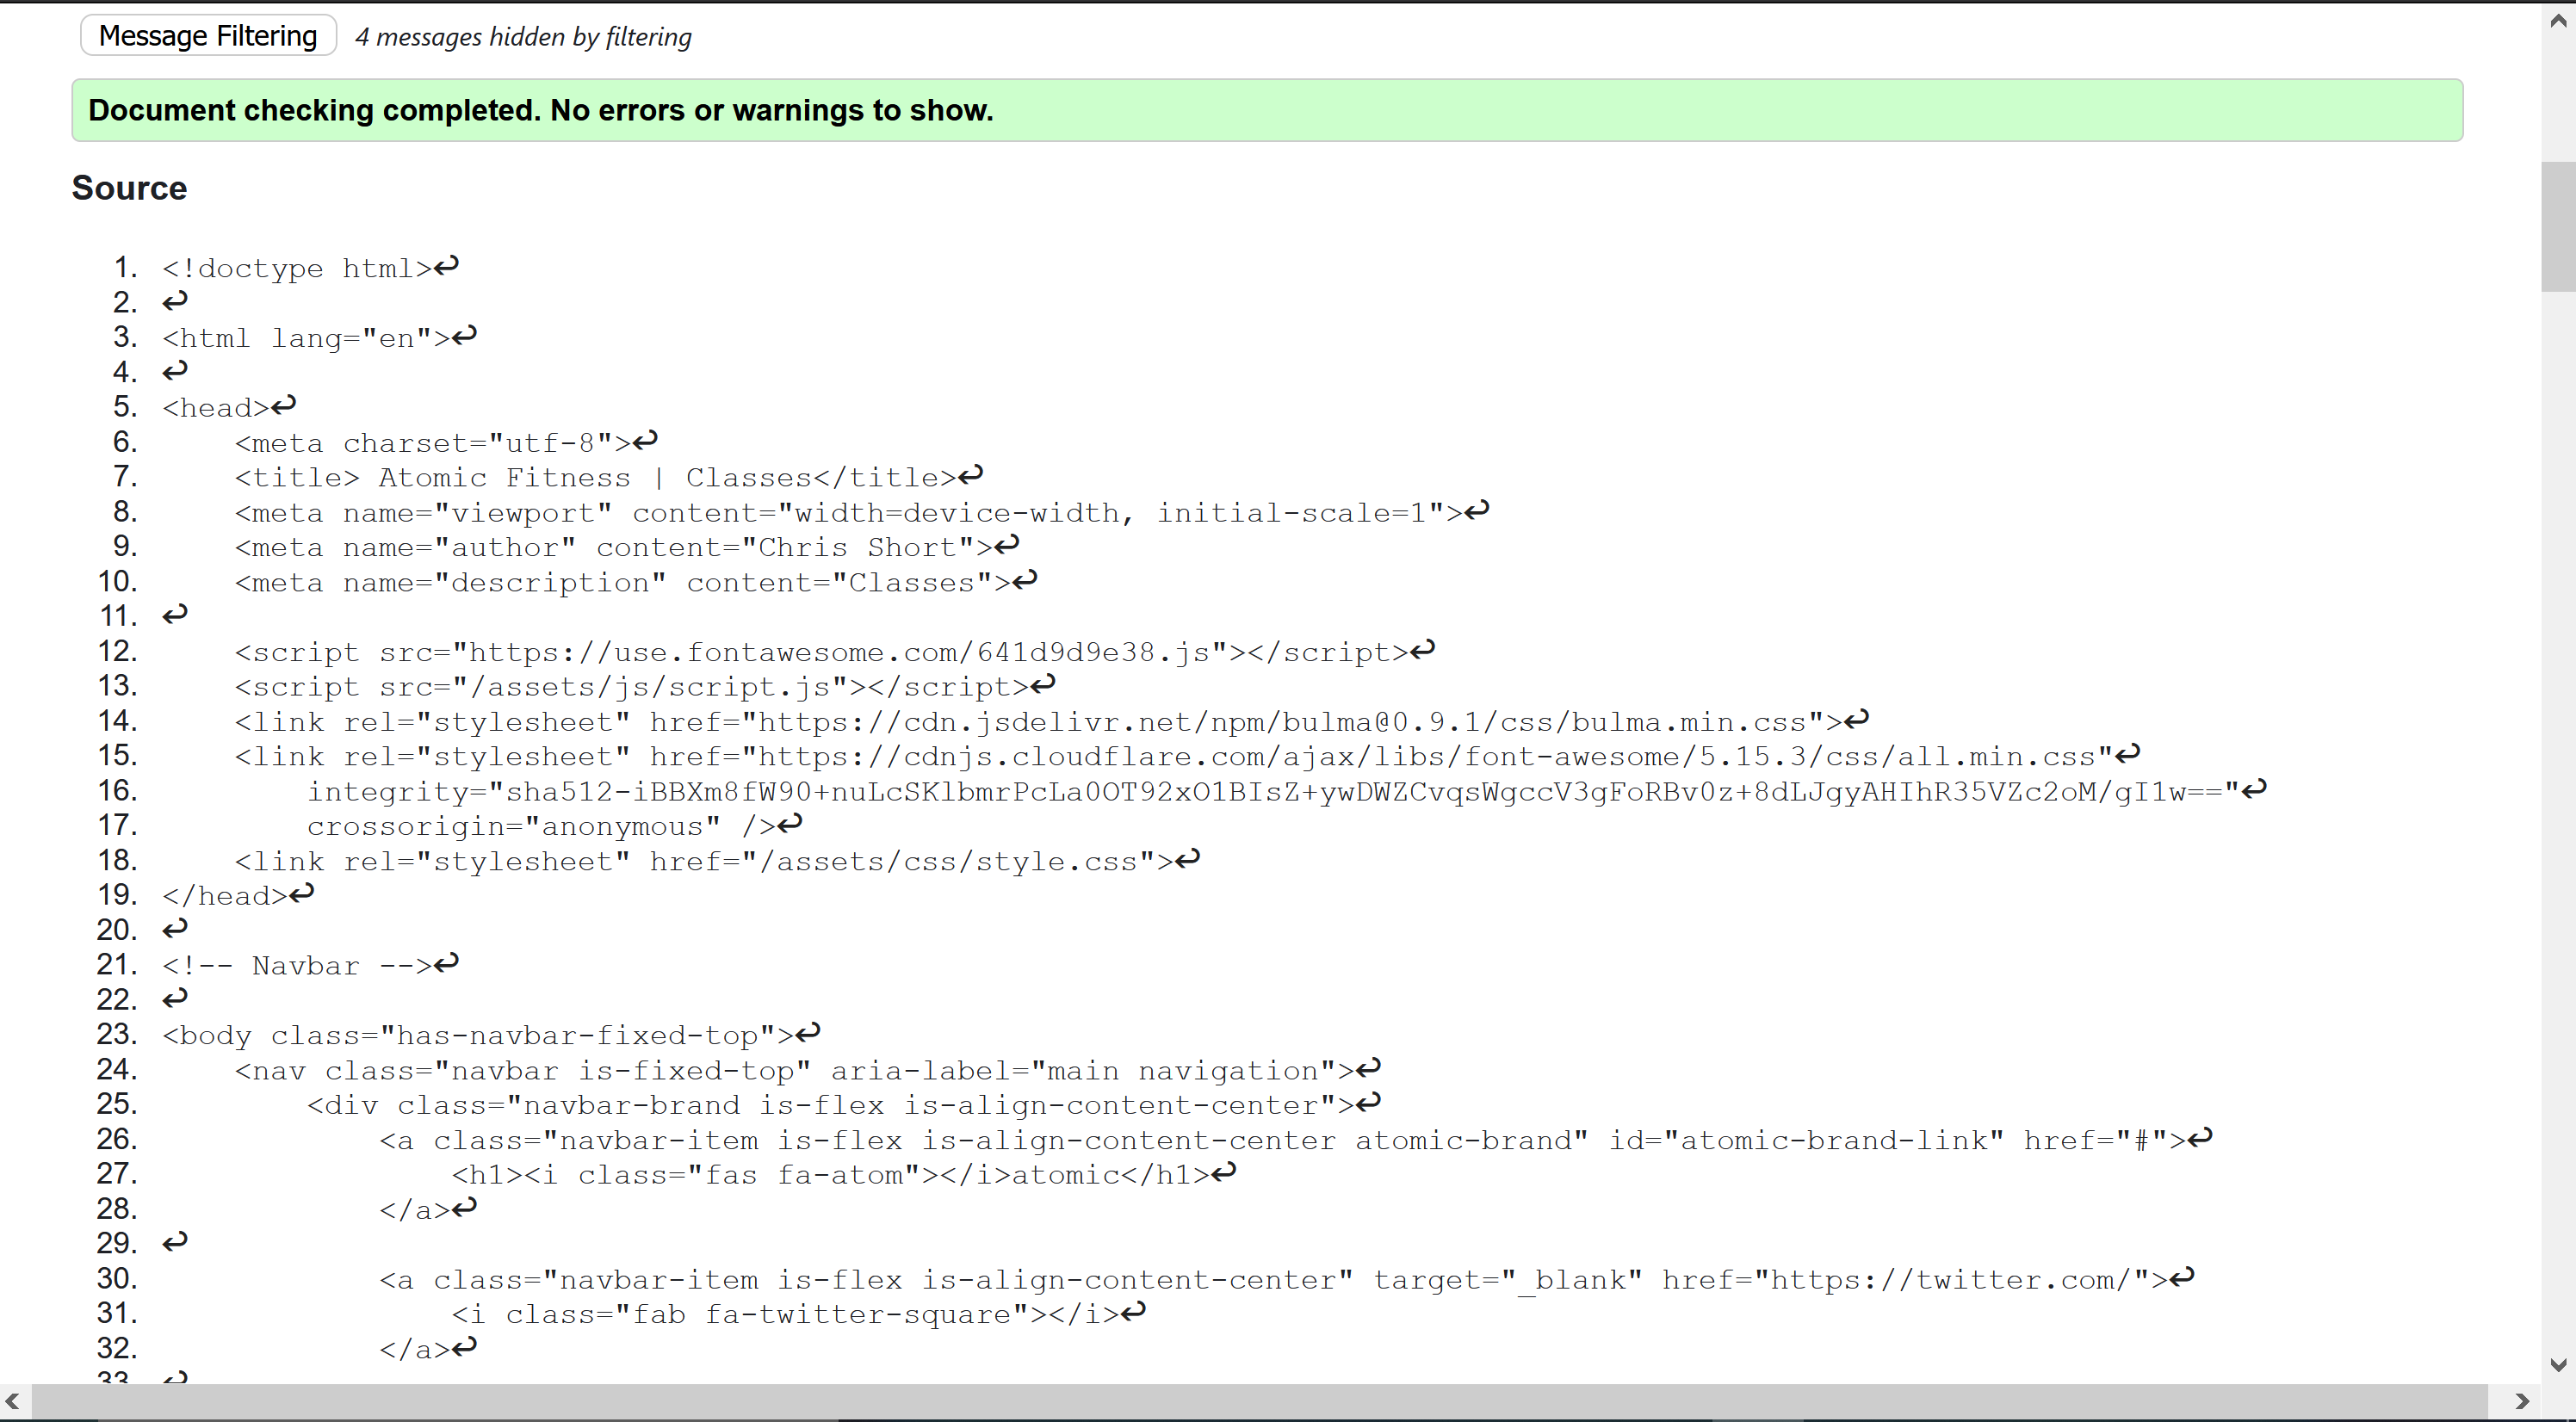 Message Filtering 4 messages hidden by filtering
Document checking completed. No errors or warnings to show.
Source
1. <!doctype html>↩
2. ↩
3. <html lang="en">↩
4. ↩
5. <head>↩
6.     <meta charset="utf-8">↩
7.     <title> Atomic Fitness | Classes</title>↩
8.     <meta name="viewport" content="width=device-width, initial-scale=1">↩
9.     <meta name="author" content="Chris Short">↩
10.     <meta name="description" content="Classes">↩
11. ↩
12.     <script src="https://use.fontawesome.com/641d9d9e38.js"></script>↩
13.     <script src="/assets/js/script.js"></script>↩
14.     <link rel="stylesheet" href="https://cdn.jsdelivr.net/npm/bulma@0.9.1/css/bulma.min.css">↩
15.     <link rel="stylesheet" href="https://cdnjs.cloudflare.com/ajax/libs/font-awesome/5.15.3/css/all.min.css"↩
16.         integrity="sha512-iBBXm8fW90+nuLcSKlbmrPcLa0OT92xO1BIsZ+ywDWZCvqsWgccV3gFoRBv0z+8dLJgyAHIhR35VZc2oM/gI1w=="↩
17.         crossorigin="anonymous" />↩
18.     <link rel="stylesheet" href="/assets/css/style.css">↩
19. </head>↩
20. ↩
21. <!-- Navbar -->↩
22. ↩
23. <body class="has-navbar-fixed-top">↩
24.     <nav class="navbar is-fixed-top" aria-label="main navigation">↩
25.         <div class="navbar-brand is-flex is-align-content-center">↩
26.             <a class="navbar-item is-flex is-align-content-center atomic-brand" id="atomic-brand-link" href="#">↩
27.                 <h1><i class="fas fa-atom"></i>atomic</h1>↩
28.             </a>↩
29. ↩
30.             <a class="navbar-item is-flex is-align-content-center" target="_blank" href="https://twitter.com/">↩
31.                 <i class="fab fa-twitter-square"></i>↩
32.             </a>↩
33. ↩